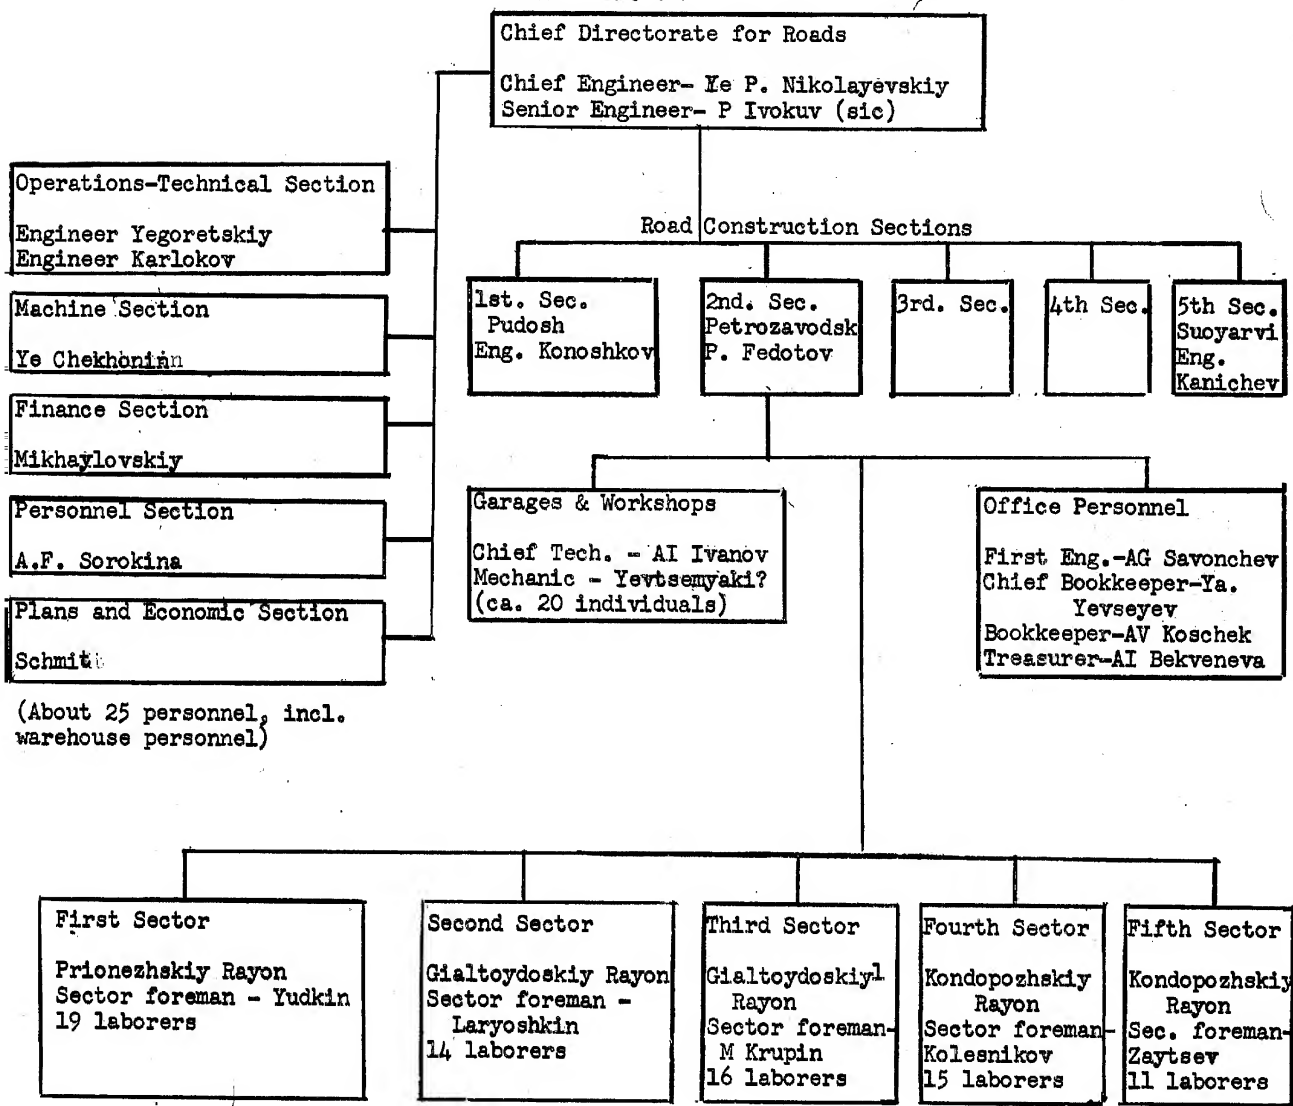 Chief Directorate for Roads
Chief Engineer- Ye P. Nikolayevskiy
Senior Engineer- P Ivokuv (sic)
Operations-Technical Section
Engineer Yegoretskiy
Engineer Karlokov
Machine Section
Ye Chekhonin
Finance Section
Mikhaylovskiy
Personnel Section
A.F. Sorokina
Plans and Economic Section
Schmit
(About 25 personnel, incl.
warehouse personnel)
Road Construction Sections
1st. Sec.
Pudosh
Eng. Konoshkov
2nd. Sec.
Petrozavodsk
P. Fedotov
3rd. Sec.
4th Sec.
5th Sec.
Suoyarvi
Eng.
Kanichev
Garages & Workshops
Chief Tech. - AI Ivanov
Mechanic - Yevtsemyaki?
(ca. 20 individuals)
Office Personnel
First Eng.-AG Savonchev
Chief Bookkeeper-Ya.
Yevseyev
Bookkeeper-AV Koschek
Treasurer-AI Bekveneva
First Sector
Prionezhskiy Rayon
Sector foreman - Yudkin
19 laborers
Second Sector
Gialtoydoskiy Rayon
Sector foreman -
Laryoshkin
14 laborers
Third Sector
Gialtoydoskiy1
Rayon
Sector foreman-
M Krupin
16 laborers
Fourth Sector
Kondopozhskiy
Rayon
Sector foreman-
Kolesnikov
15 laborers
Fifth Sector
Kondopozhskiy
Rayon
Sec. foreman-
Zaytsev
11 laborers